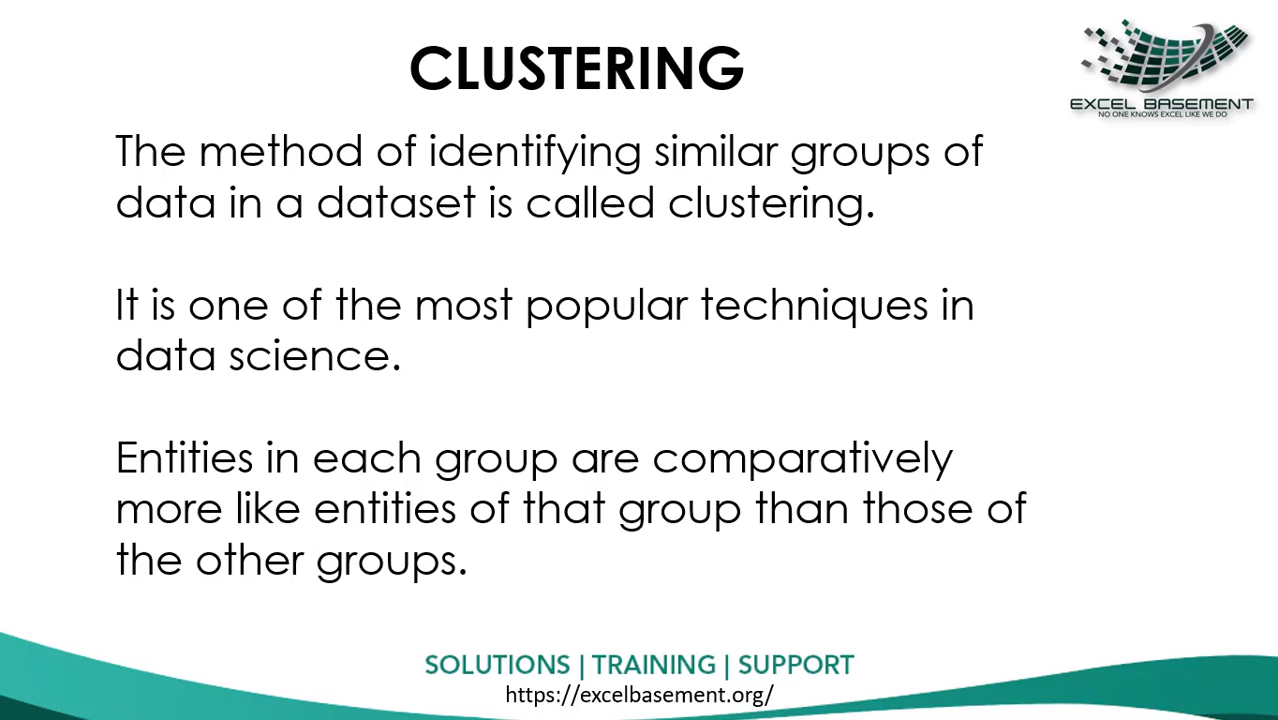 CLUSTERING
EXCEL BASEMENT
NO ONE KNOWS EXCEL LIKE WE DO
The method of identifying similar groups of
data in a dataset is called clustering.
It is one of the most popular techniques in
data science.
Entities in each group are comparatively
more like entities of that group than those of
the other groups.
SOLUTIONS | TRAINING | SUPPORT
https://excelbasement.org/